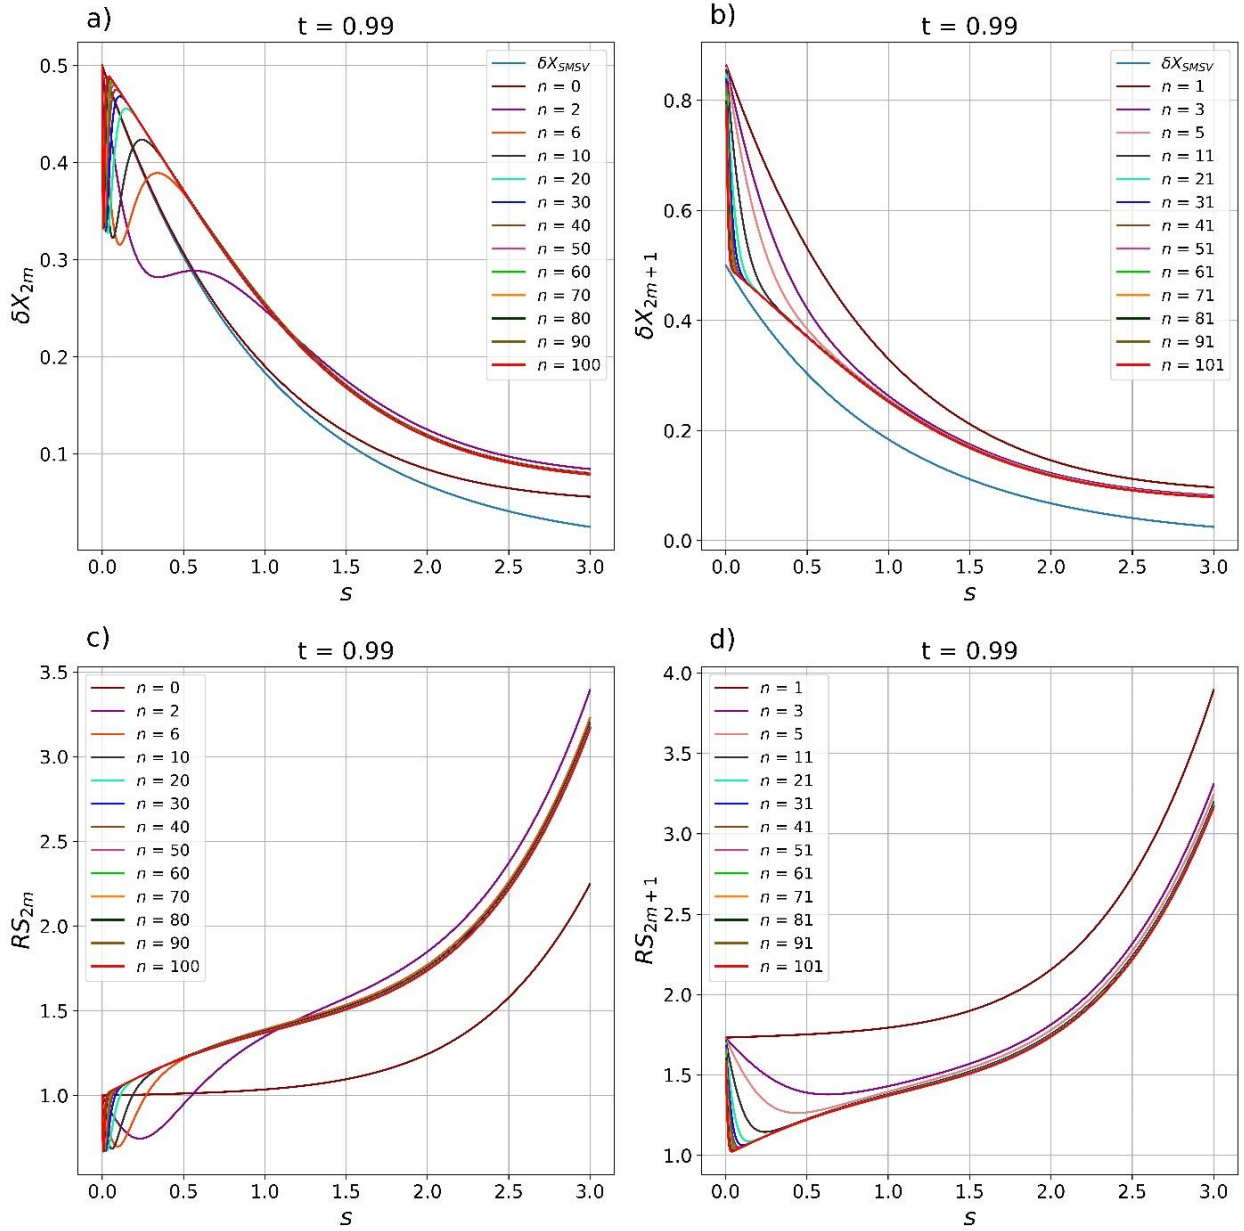 a)
t = 0.99
0.5
0.4
0.3
0.2
0.1
δX2m
0.0 0.5 1.0 1.5 2.0 2.5 3.0
s
δXSMSV
n = 0
n = 2
n = 6
n = 10
n = 20
n = 30
n = 40
n = 50
n = 60
n = 70
n = 80
n = 90
n = 100
b)
t = 0.99
0.8
0.6
0.4
0.2
0.0
δX2m + 1
0.0 0.5 1.0 1.5 2.0 2.5 3.0
s
δXSMSV
n = 1
n = 3
n = 5
n = 11
n = 21
n = 31
n = 41
n = 51
n = 61
n = 71
n = 81
n = 91
n = 101
c)
t = 0.99
3.5
3.0
2.5
2.0
1.5
1.0
RS2m
0.0 0.5 1.0 1.5 2.0 2.5 3.0
s
n = 0
n = 2
n = 6
n = 10
n = 20
n = 30
n = 40
n = 50
n = 60
n = 70
n = 80
n = 90
n = 100
d)
t = 0.99
4.0
3.5
3.0
2.5
2.0
1.5
1.0
RS2m + 1
0.0 0.5 1.0 1.5 2.0 2.5 3.0
s
n = 1
n = 3
n = 5
n = 11
n = 21
n = 31
n = 41
n = 51
n = 61
n = 71
n = 81
n = 91
n = 101